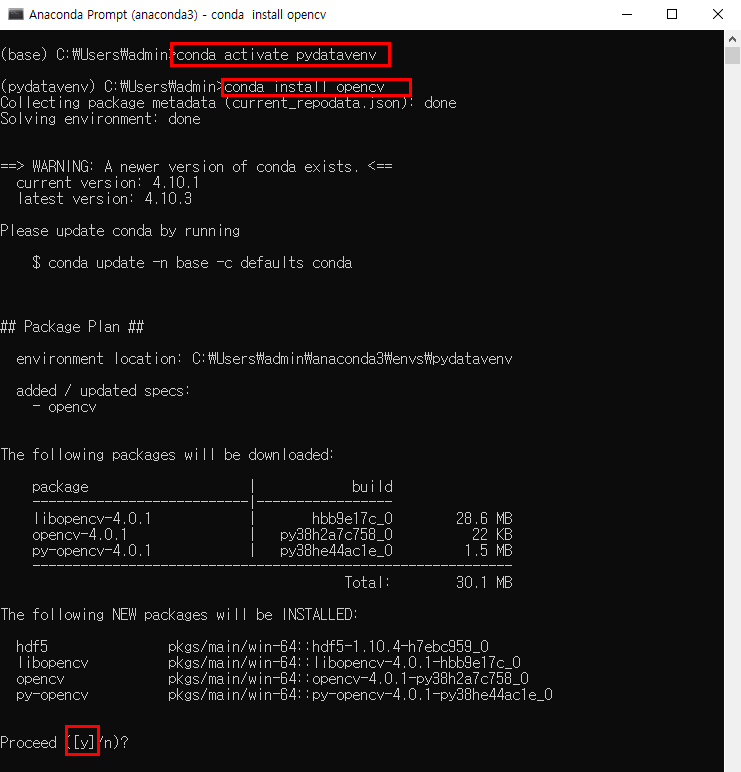 Anaconda Prompt (anaconda3) - conda  install opencv
(base) C:₩Users₩admin>conda activate pydatavenv
(pydatavenv) C:₩Users₩admin>conda install opencv
Collecting package metadata (current_repodata.json): done
Solving environment: done
==> WARNING: A newer version of conda exists. <==
  current version: 4.10.1
  latest version: 4.10.3
Please update conda by running
    $ conda update -n base -c defaults conda
## Package Plan ##
  environment location: C:₩Users₩admin₩anaconda3₩envs₩pydatavenv
  added / updated specs:
    - opencv
The following packages will be downloaded:
    package                    |            build
    ---------------------------|-----------------
    libopencv-4.0.1            |       hbb9e17c_0        28.6 MB
    opencv-4.0.1               |   py38h2a7c758_0          22 KB
    py-opencv-4.0.1            |   py38he44ac1e_0         1.5 MB
    ------------------------------------------------------------
                                           Total:        30.1 MB
The following NEW packages will be INSTALLED:
  hdf5               pkgs/main/win-64::hdf5-1.10.4-h7ebc959_0
  libopencv          pkgs/main/win-64::libopencv-4.0.1-hbb9e17c_0
  opencv             pkgs/main/win-64::opencv-4.0.1-py38h2a7c758_0
  py-opencv          pkgs/main/win-64::py-opencv-4.0.1-py38he44ac1e_0
Proceed ([y]/n)?